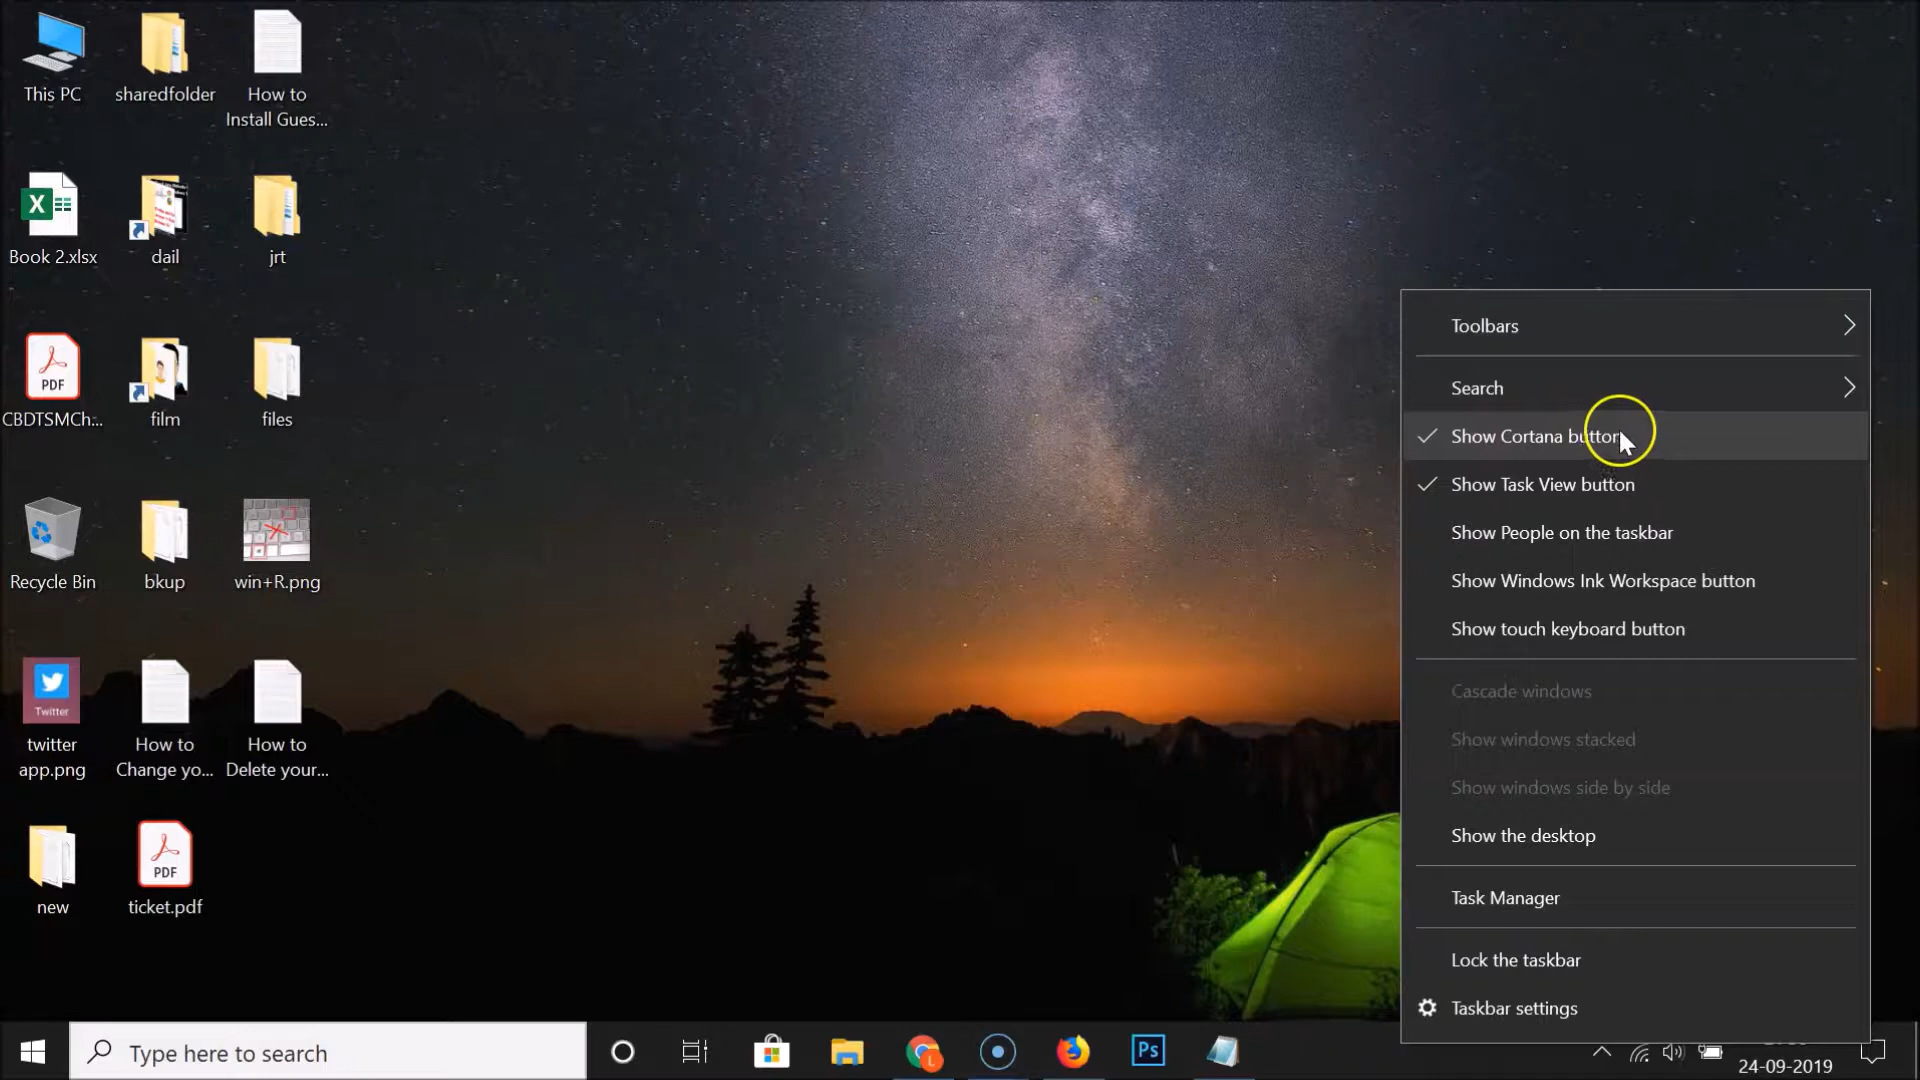 This PC
sharedfolder
How to
Install Gues...
Book 2.xlsx
dail
jrt
PDF
CBDTSMCh...
film
files
Recycle Bin
bkup
win+R.png
Twitter
twitter
app.png
How to
Change yo...
How to
Delete your...
new
PDF
ticket.pdf
Toolbars
Search
Show Cortana button
Show Task View button
Show People on the taskbar
Show Windows Ink Workspace button
Show touch keyboard button
Cascade windows
Show windows stacked
Show windows side by side
Show the desktop
Task Manager
Lock the taskbar
Taskbar settings
Type here to search
L
Ps
24-09-2019